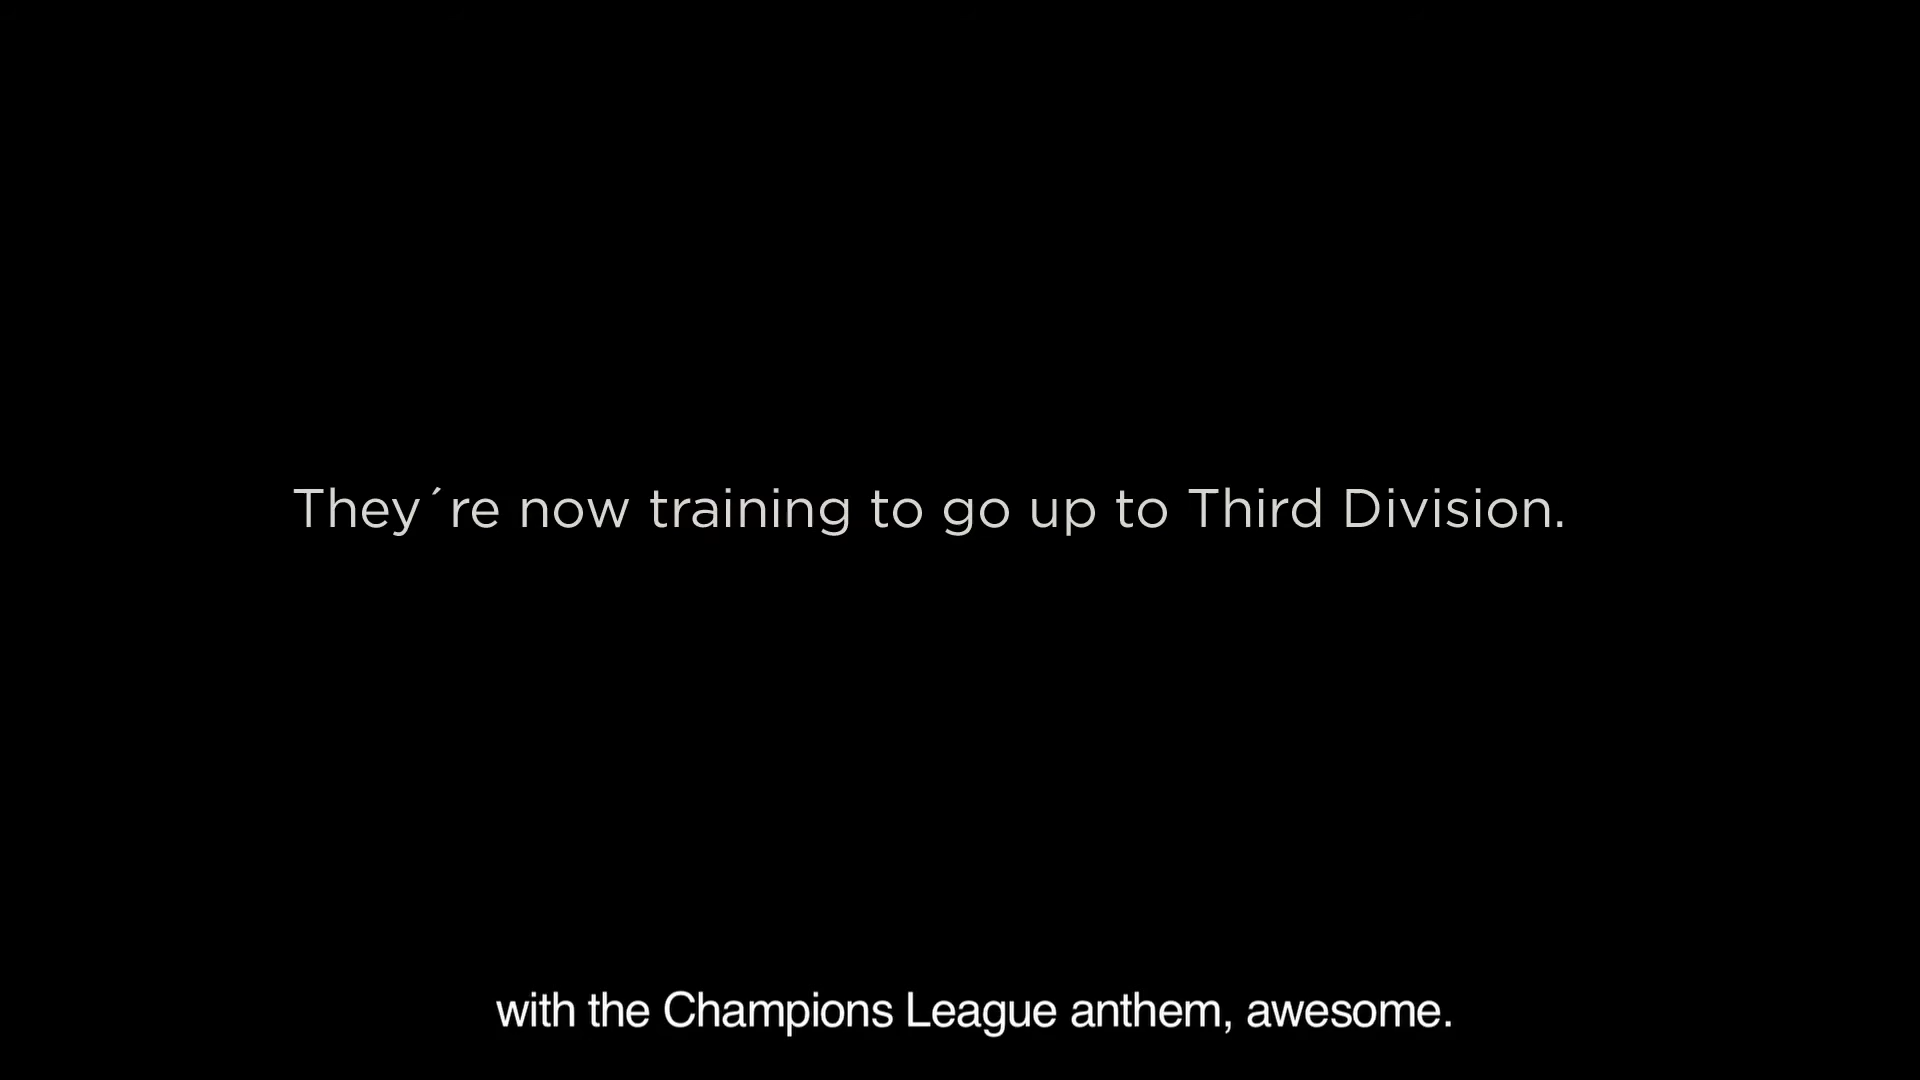 They´re now training to go up to Third Division.
with the Champions League anthem, awesome.